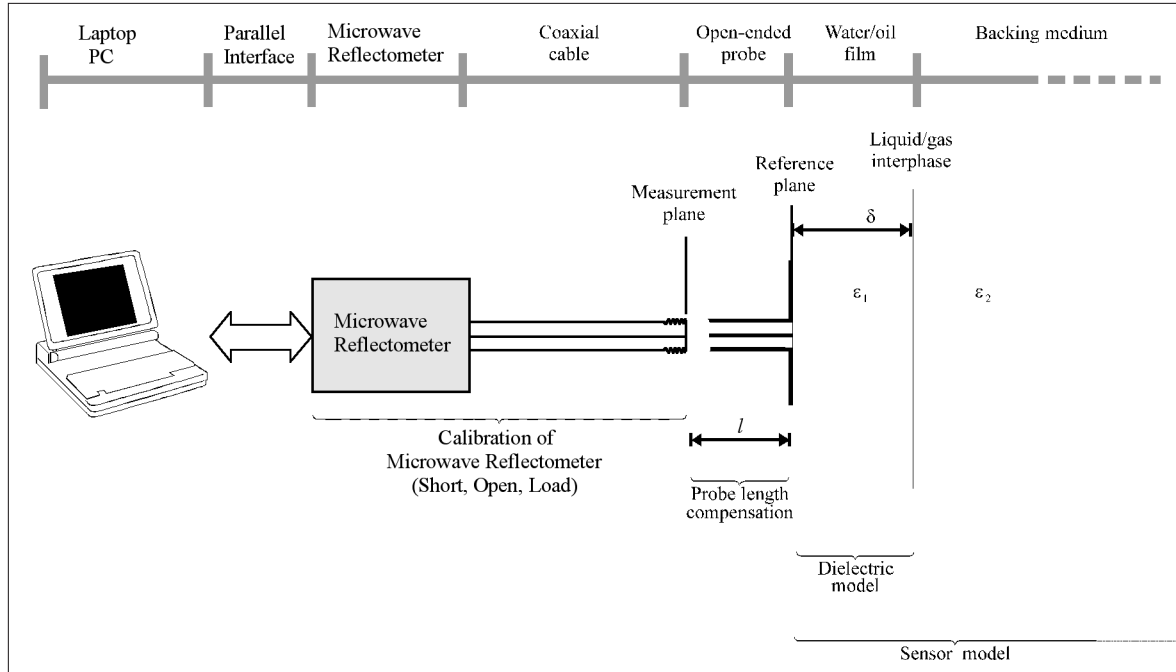 Laptop
PC
Parallel
Interface
Microwave
Reflectometer
Coaxial
cable
Open-ended
probe
Water/oil
film
Backing medium
Liquid/gas
interphase
Reference
plane
Measurement
plane
δ
ε1
ε2
Microwave
Reflectometer
l
Calibration of
Microwave Reflectometer
(Short, Open, Load)
Probe length
compensation
Dielectric
model
Sensor model